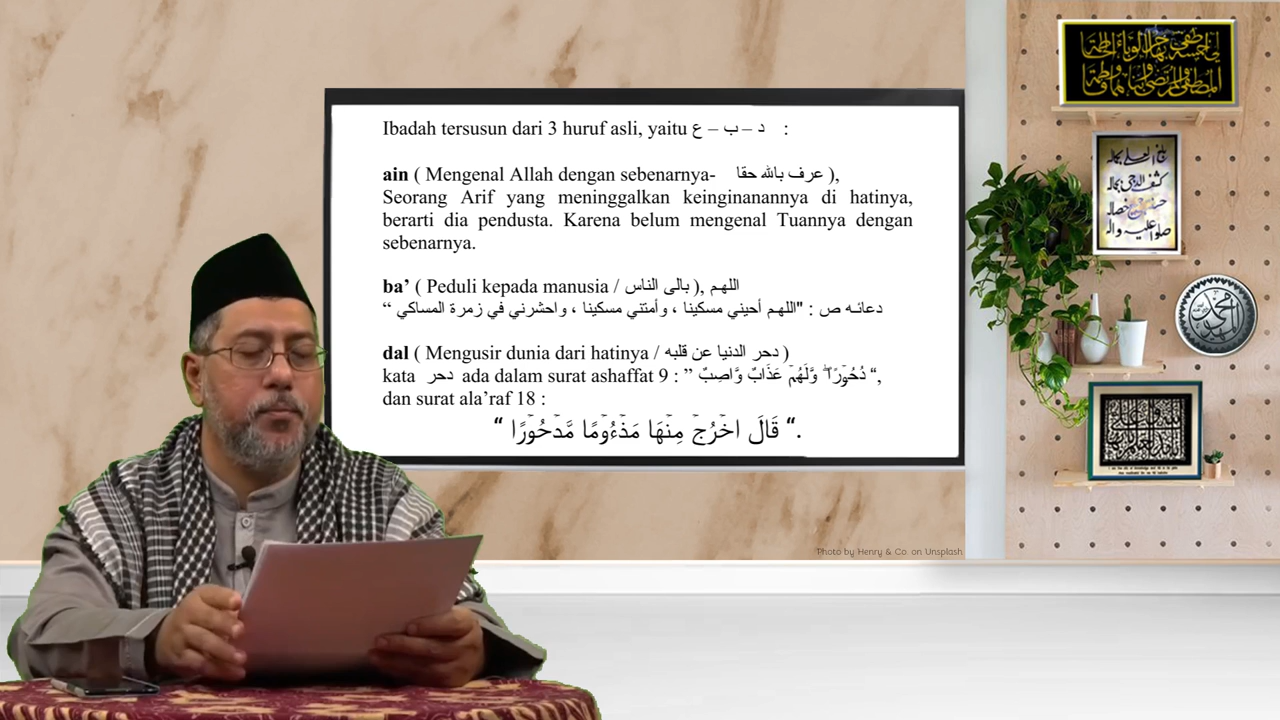 Ibadah tersusun dari 3 huruf asli, yaitu ع – ب – د :
ain ( Mengenal Allah dengan sebenarnya- عرف بالله حقا ),
Seorang Arif yang meninggalkan keinginanannya di hatinya,
berarti dia pendusta. Karena belum mengenal Tuannya dengan
sebenarnya.
ba’ ( Peduli kepada manusia / بالى الناس ), اللهم
دعائه ص : "اللهم أحيني مسكينا ، وأمتني مسكينا ، واحشرني في زمرة المساكي “
dal ( Mengusir dunia dari hatinya / دحر الدنيا عن قلبه )
kata دحر ada dalam surat ashaffat 9 : ” دُحُوْرًا ۖ وَّلَهُمْ عَذَابٌ وَّاصِبٌ “,
dan surat ala’raf 18 :
“ قَالَ اخْرُجْ مِنْهَا مَذْءُوْمًا مَّدْحُوْرًا “.
Photo by Henry & Co. on Unsplash